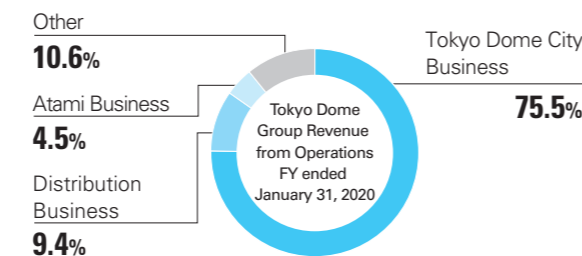 Other
10.6%
Atami Business
4.5%
Distribution
Business
9.4%
Tokyo Dome
Group Revenue
from Operations
FY ended
January 31, 2020
Tokyo Dome City
Business
75.5%